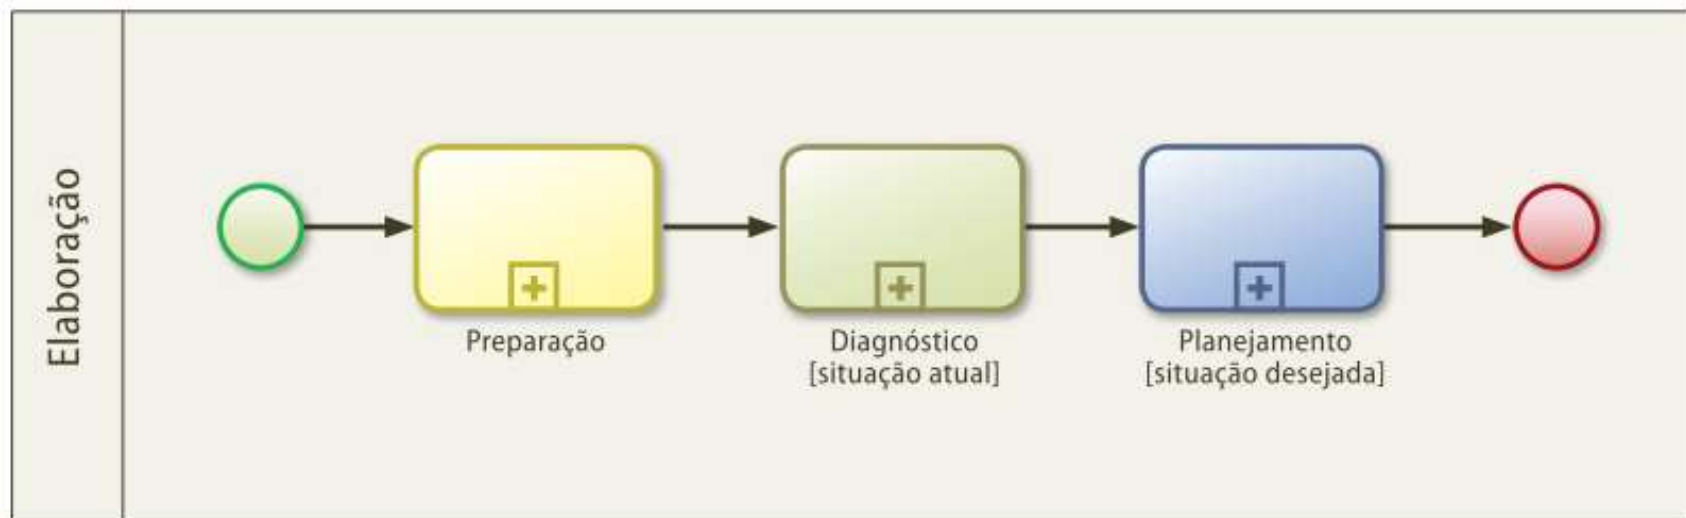 Elaboração
Preparação
Diagnóstico
[situação atual]
Planejamento
[situação desejada]